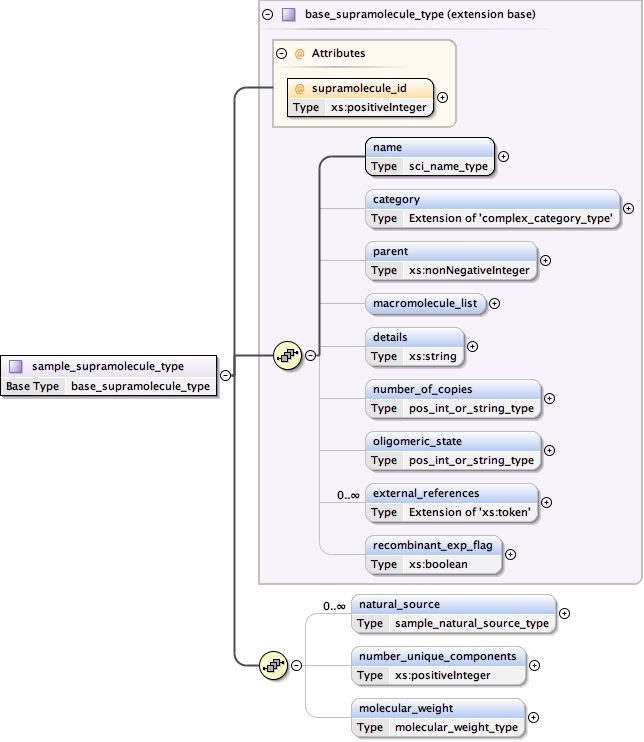 base_supramolecule_type (extension base)
@ Attributes
@ supramolecule_id
Type xs:positiveInteger
name
Type sci_name_type
category
Type Extension of 'complex_category_type'
parent
Type xs:nonNegativeInteger
macromolecule_list
details
Type xs:string
sample_supramolecule_type
Base Type base_supramolecule_type
number_of_copies
Type pos_int_or_string_type
oligomeric_state
Type pos_int_or_string_type
0..∞ external_references
Type Extension of 'xs:token'
recombinant_exp_flag
Type xs:boolean
0..∞ natural_source
Type sample_natural_source_type
number_unique_components
Type xs:positiveInteger
molecular_weight
Type molecular_weight_type